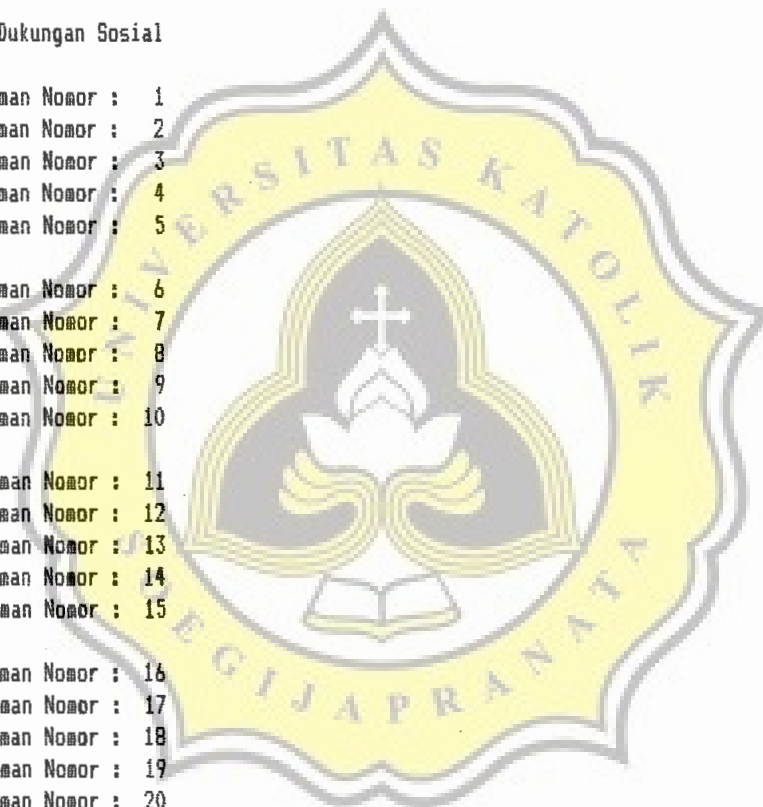 Dukungan Sosial
man Nomor : 1
man Nomor : 2
man Nomor : 3
man Nomor : 4
man Nomor : 5
man Nomor : 6
man Nomor : 7
man Nomor : 8
man Nomor : 9
man Nomor : 10
man Nomor : 11
man Nomor : 12
man Nomor : 13
man Nomor : 14
man Nomor : 15
man Nomor : 16
man Nomor : 17
man Nomor : 18
man Nomor : 19
man Nomor : 20
UNIVERSITAS KATOLIK
SOEGIJAPRANATA